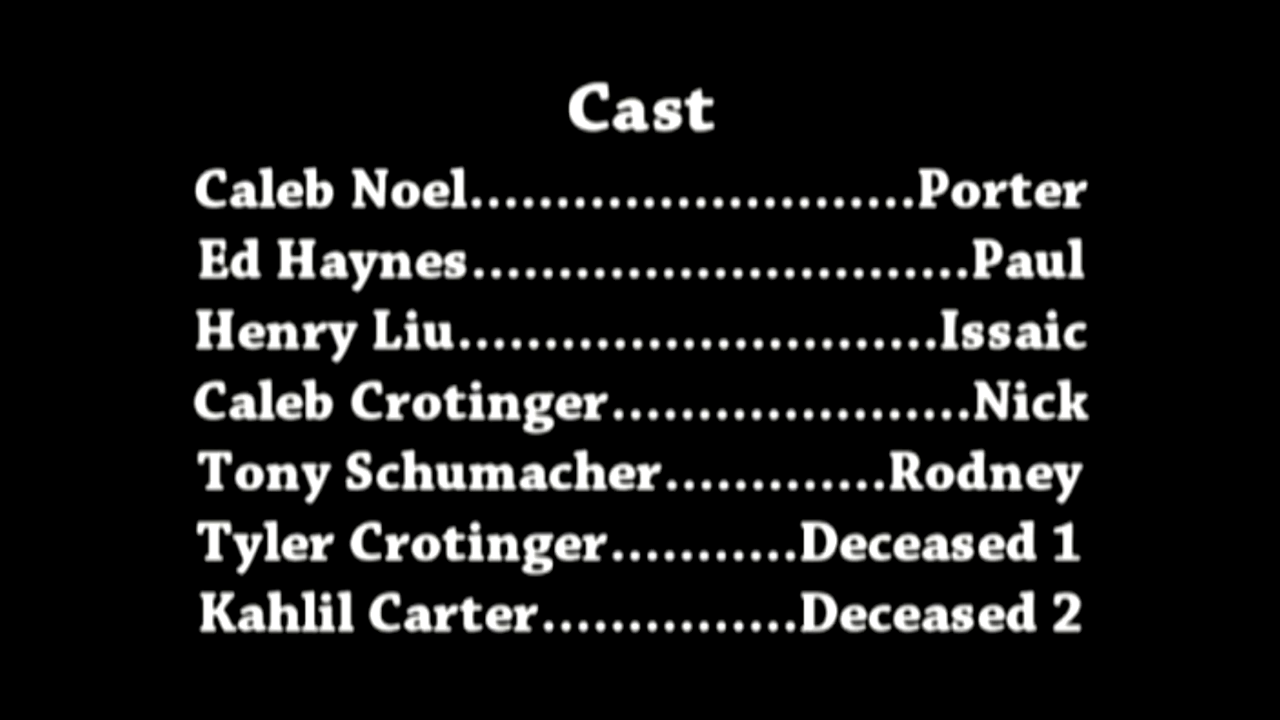 Cast
Caleb Noel..........................Porter
Ed Haynes.............................Paul
Henry Liu............................Issaic
Caleb Crotinger.....................Nick
Tony Schumacher.............Rodney
Tyler Crotinger...........Deceased 1
Kahlil Carter...............Deceased 2